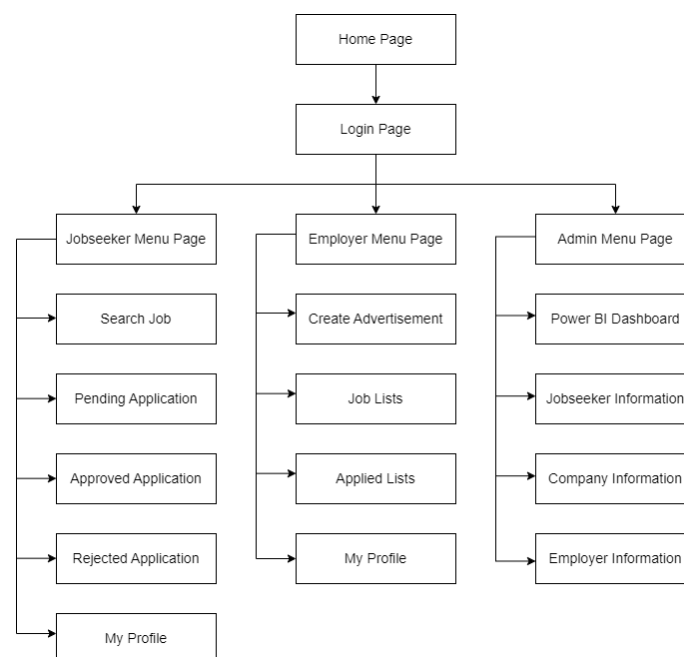 Home Page
Login Page
Jobseeker Menu Page
Employer Menu Page
Admin Menu Page
Search Job
Create Advertisement
Power BI Dashboard
Pending Application
Job Lists
Jobseeker Information
Approved Application
Applied Lists
Company Information
Rejected Application
My Profile
Employer Information
My Profile